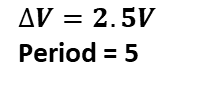 ΔV = 2.5V
Period = 5